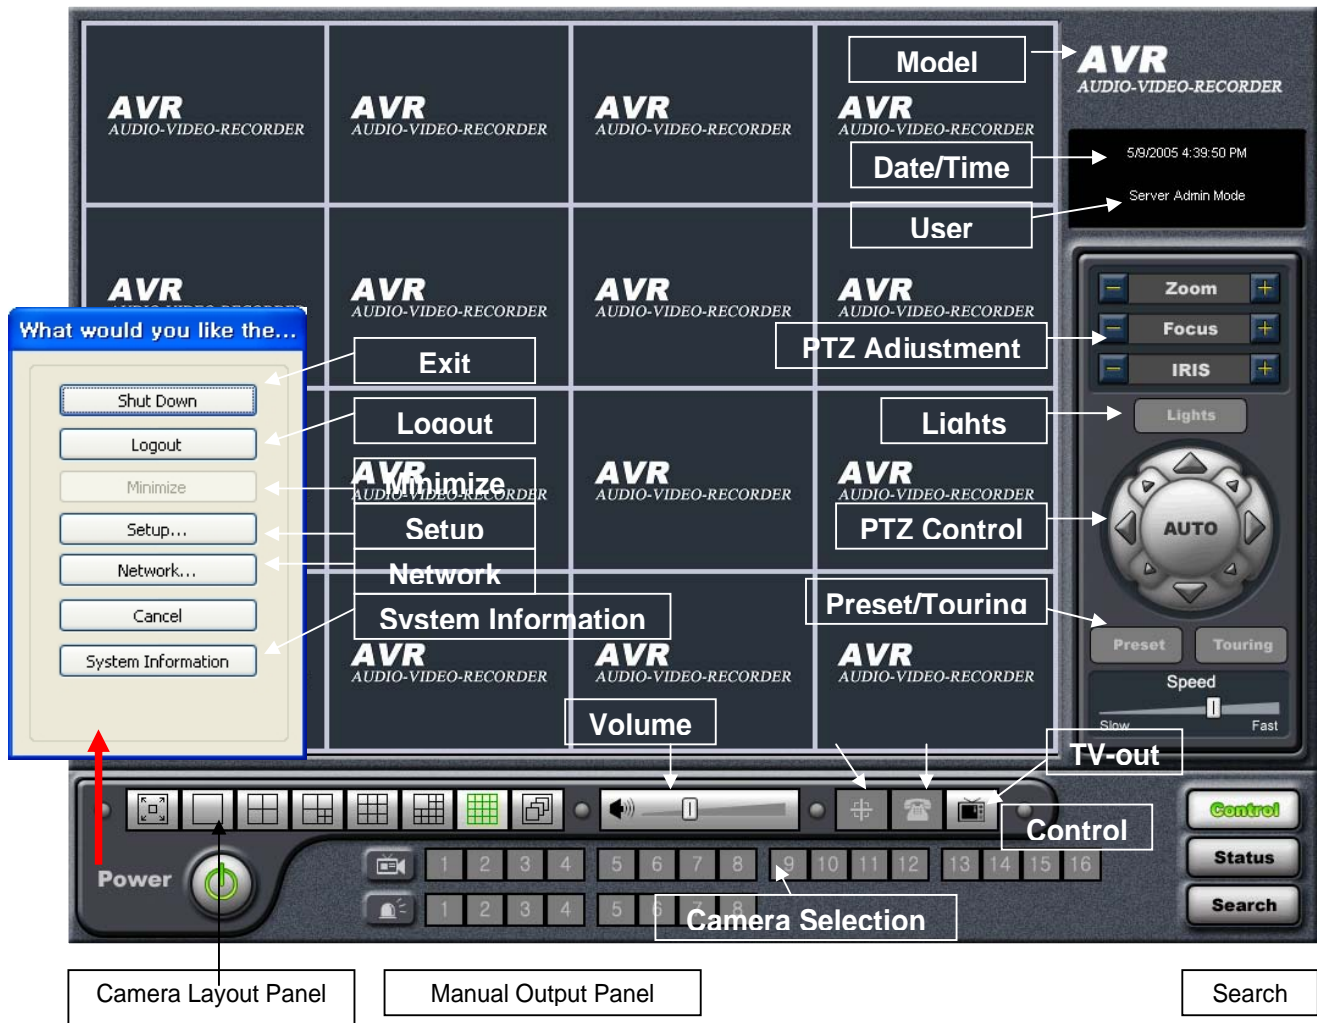 AVR
AUDIO-VIDEO-RECORDER
AVR
AUDIO-VIDEO-RECORDER
AVR
AUDIO-VIDEO-RECORDER
AVR
AUDIO-VIDEO-RECORDER
Model
AVR
AUDIO-VIDEO-RECORDER
Date/Time
5/9/2005 4:39:50 PM
User
Server Admin Mode
AVR
AUDIO-VIDEO-RECORDER
AVR
AUDIO-VIDEO-RECORDER
AVR
AUDIO-VIDEO-RECORDER
AVR
AUDIO-VIDEO-RECORDER
Zoom
PTZ Adjustment
Focus
IRIS
What would you like the...
Shut Down
Logout
Minimize
Setup...
Network...
Cancel
System Information
Exit
Logout
Minimize
Setup
Network
System Information
AVR
AUDIO-VIDEO-RECORDER
AVR
AUDIO-VIDEO-RECORDER
AVR
AUDIO-VIDEO-RECORDER
Lights
Lights
PTZ Control
AUTO
Preset/Touring
Preset
Touring
AVR
AUDIO-VIDEO-RECORDER
AVR
AUDIO-VIDEO-RECORDER
AVR
AUDIO-VIDEO-RECORDER
Speed
Slow
Fast
Volume
TV-out
Control
Control
Power
1 2 3 4 5 6 7 8 9 10 11 12 13 14 15 16
Status
1 2 3 4 5 6 7 8
Camera Selection
Search
Camera Layout Panel
Manual Output Panel
Search